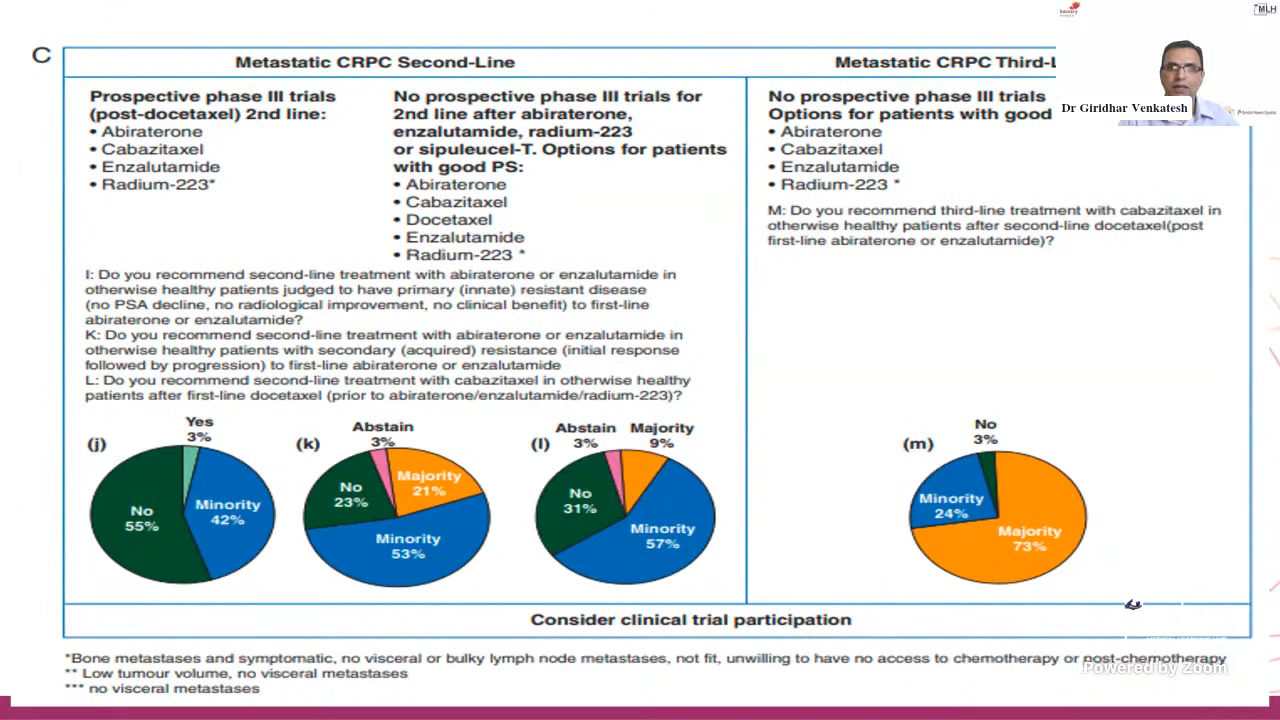 MLH
C
Metastatic CRPC Second-Line
Metastatic CRPC Third-L
Dr Giridhar Venkatesh
Prospective phase III trials
(post-docetaxel) 2nd line:
• Abiraterone
• Cabazitaxel
• Enzalutamide
• Radium-223*
No prospective phase III trials for
2nd line after abiraterone,
enzalutamide, radium-223
or sipuleucel-T. Options for patients
with good PS:
• Abiraterone
• Cabazitaxel
• Docetaxel
• Enzalutamide
• Radium-223 *
No prospective phase III trials
Options for patients with good
• Abiraterone
• Cabazitaxel
• Enzalutamide
• Radium-223 *
M: Do you recommend third-line treatment with cabazitaxel in
otherwise healthy patients after second-line docetaxel(post
first-line abiraterone or enzalutamide)?
I: Do you recommend second-line treatment with abiraterone or enzalutamide in
otherwise healthy patients judged to have primary (innate) resistant disease
(no PSA decline, no radiological improvement, no clinical benefit) to first-line
abiraterone or enzalutamide?
K: Do you recommend second-line treatment with abiraterone or enzalutamide in
otherwise healthy patients with secondary (acquired) resistance (initial response
followed by progression) to first-line abiraterone or enzalutamide
L: Do you recommend second-line treatment with cabazitaxel in otherwise healthy
patients after first-line docetaxel (prior to abiraterone/enzalutamide/radium-223)?
(j)
Yes
3%
No
55%
Minority
42%
(k)
Abstain
3%
No
23%
Majority
21%
Minority
53%
(l)
Abstain
3%
Majority
9%
No
31%
Minority
57%
(m)
No
3%
Minority
24%
Majority
73%
Consider clinical trial participation
*Bone metastases and symptomatic, no visceral or bulky lymph node metastases, not fit, unwilling to have no access to chemotherapy or post-chemotherapy
** Low tumour volume, no visceral metastases
*** no visceral metastases
Powered by Zoom